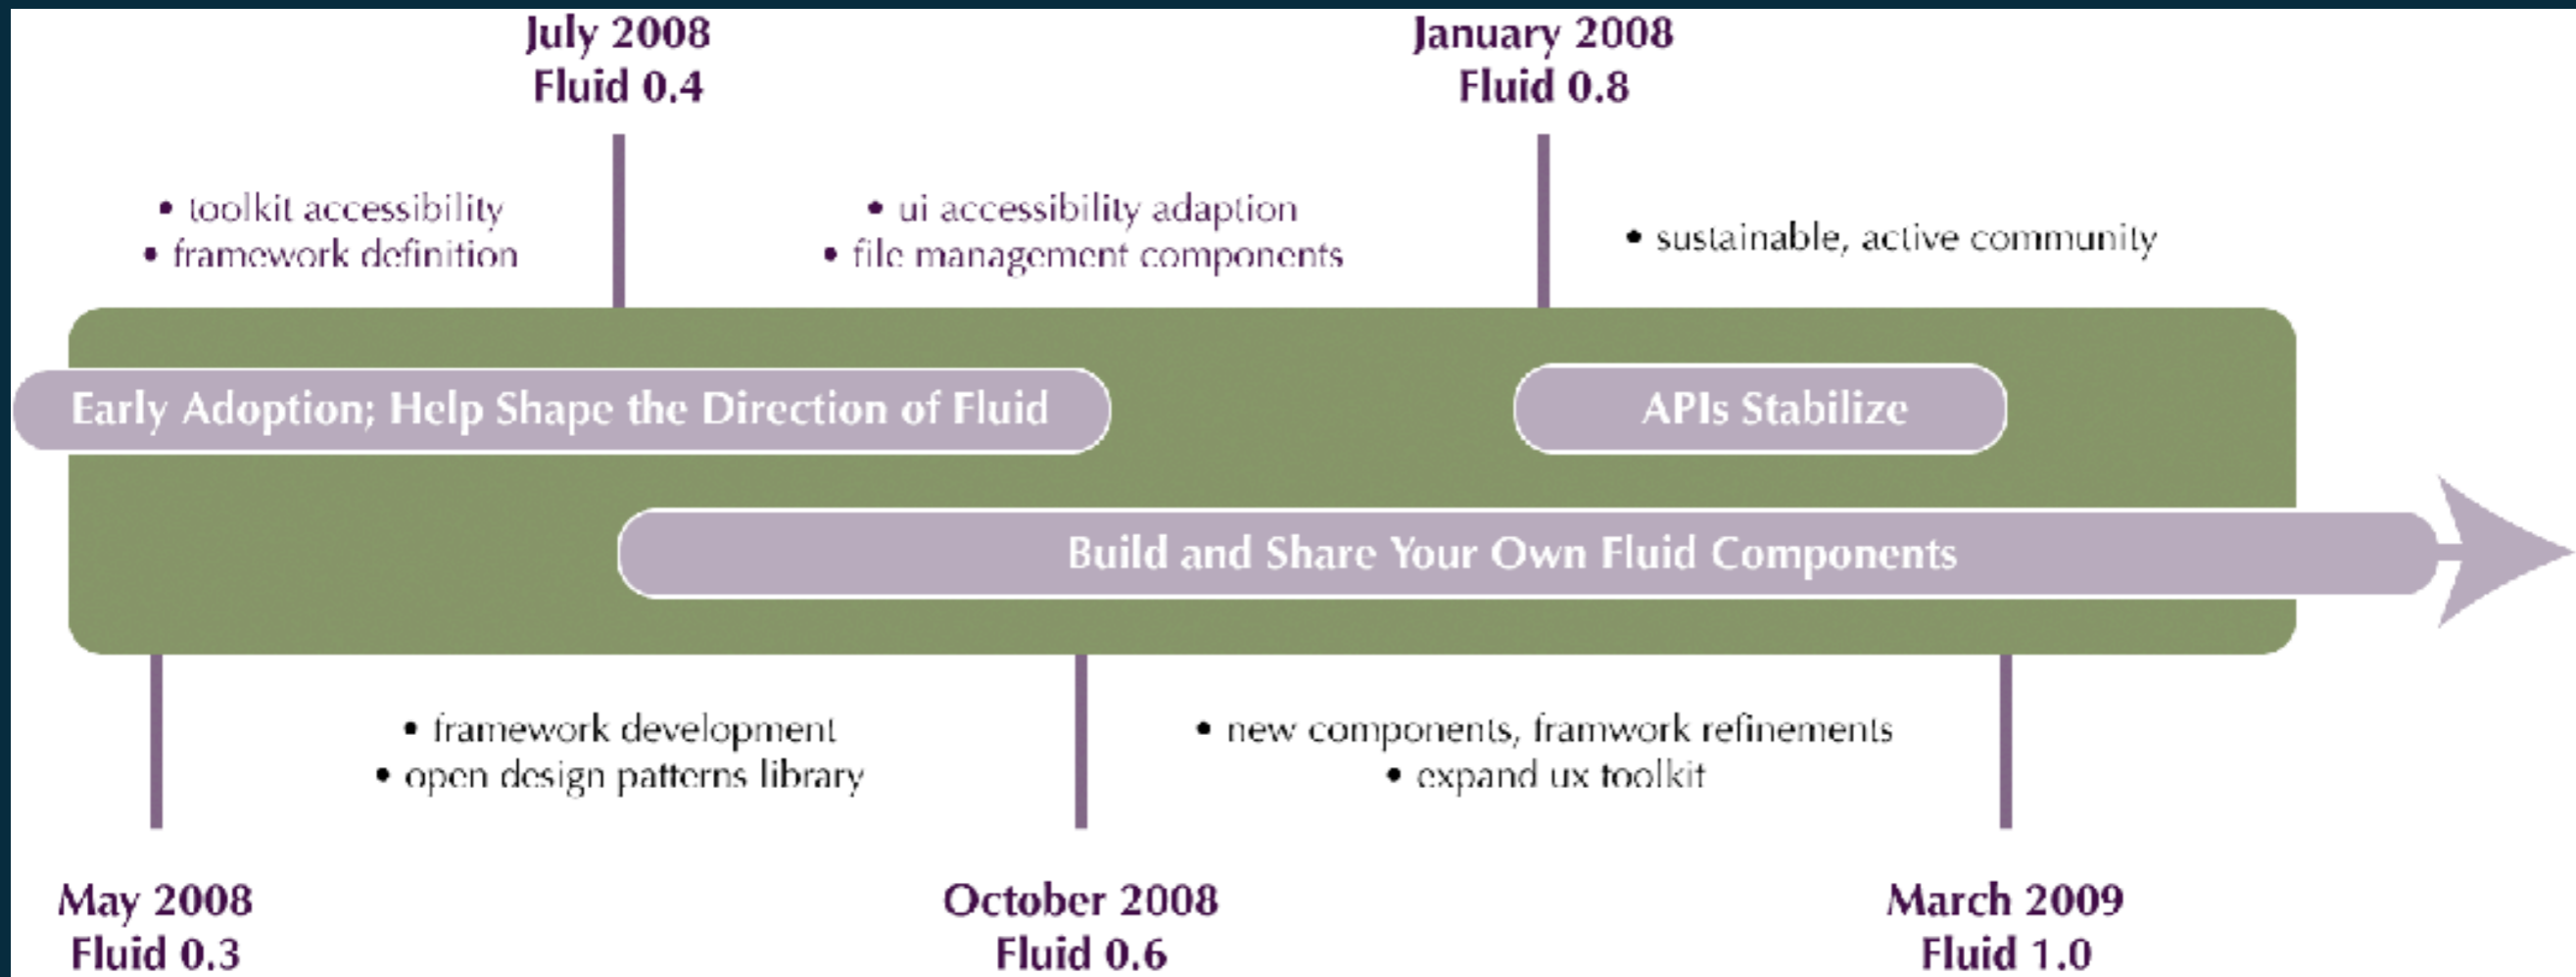 July 2008
Fluid 0.4
January 2008
Fluid 0.8
• toolkit accessibility
• framework definition
• ui accessibility adaption
• file management components
• sustainable, active community
Early Adoption; Help Shape the Direction of Fluid
APIs Stabilize
Build and Share Your Own Fluid Components
• framework development
• open design patterns library
• new components, framwork refinements
• expand ux toolkit
May 2008
Fluid 0.3
October 2008
Fluid 0.6
March 2009
Fluid 1.0